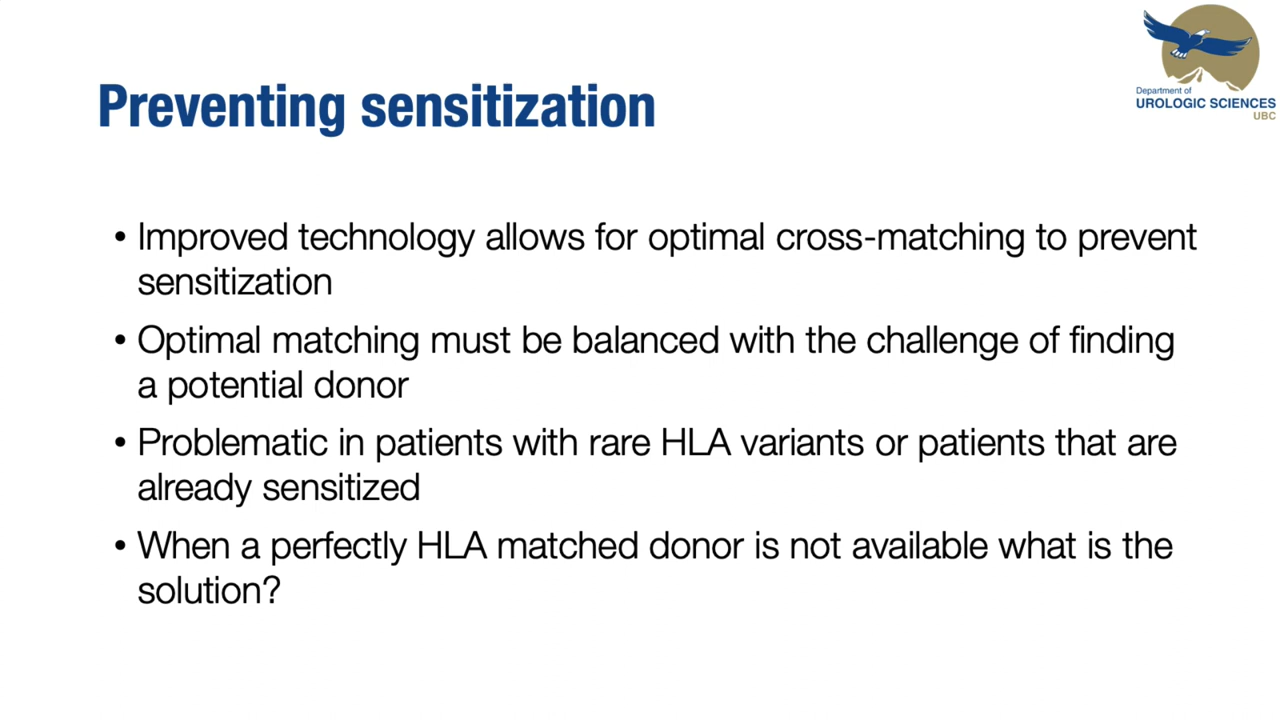 Department of
UROLOGIC SCIENCES
UBC
Preventing sensitization
• Improved technology allows for optimal cross-matching to prevent
sensitization
• Optimal matching must be balanced with the challenge of finding
a potential donor
• Problematic in patients with rare HLA variants or patients that are
already sensitized
• When a perfectly HLA matched donor is not available what is the
solution?